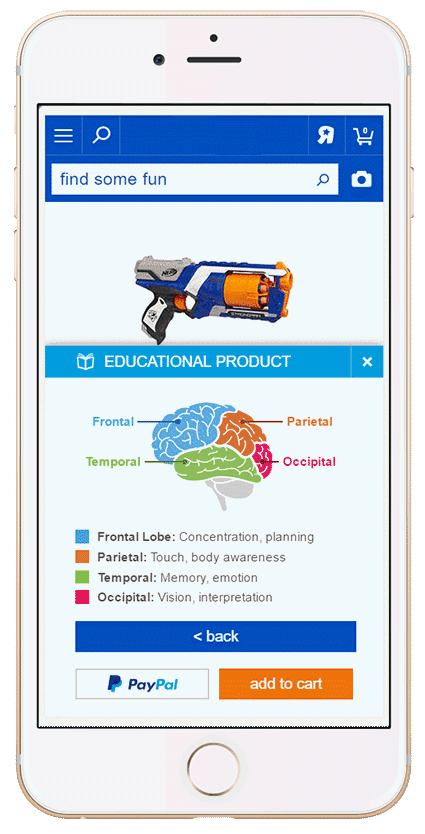 R
0
find some fun
NERF
STRONGARM
EDUCATIONAL PRODUCT
×
Frontal
Parietal
Temporal
Occipital
Frontal Lobe: Concentration, planning
Parietal: Touch, body awareness
Temporal: Memory, emotion
Occipital: Vision, interpretation
< back
PayPal
add to cart